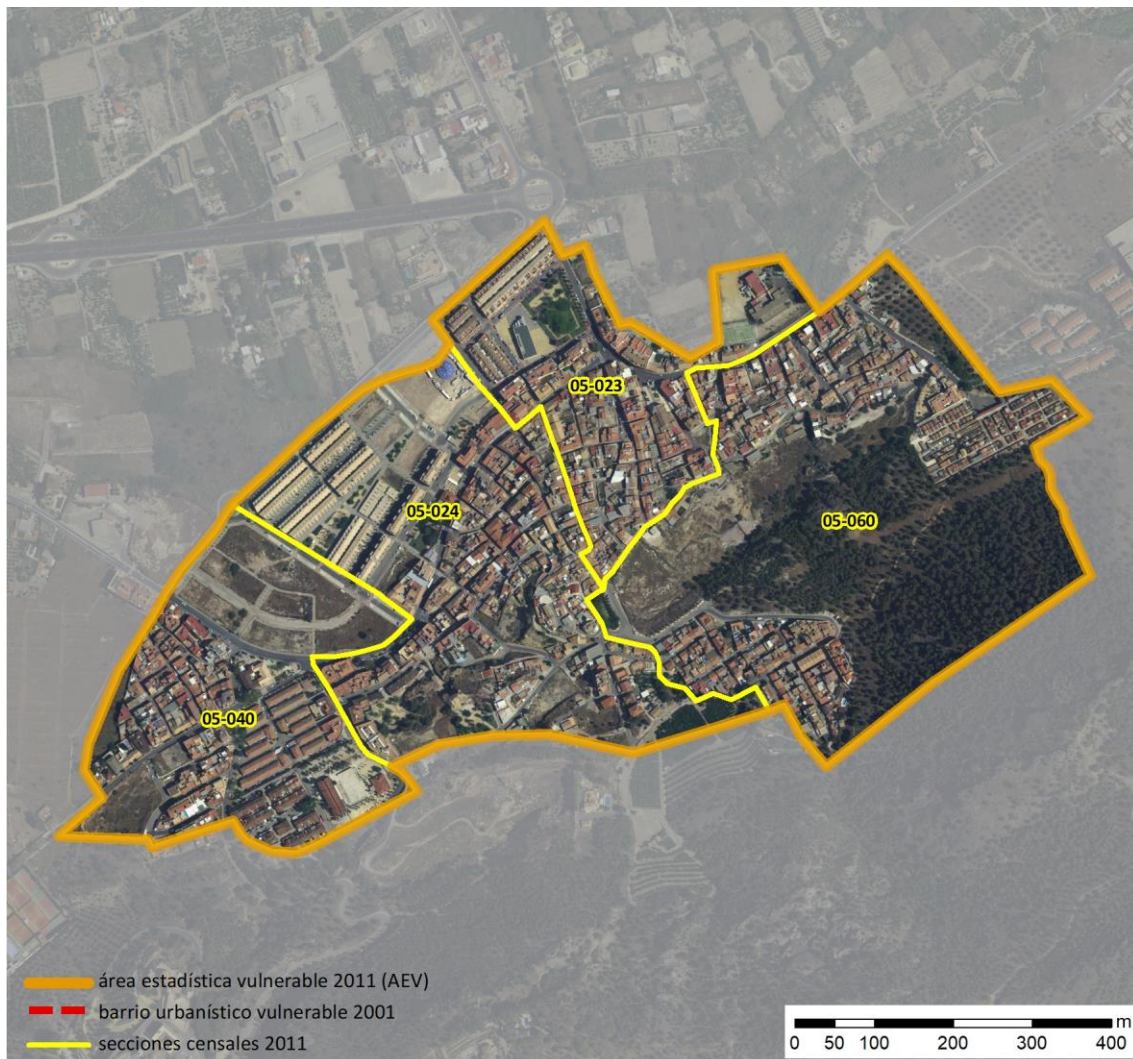 05-023
05-024
05-060
05-040
área estadística vulnerable 2011 (AEV)
barrio urbanístico vulnerable 2001
secciones censales 2011
m
0 50 100 200 300 400